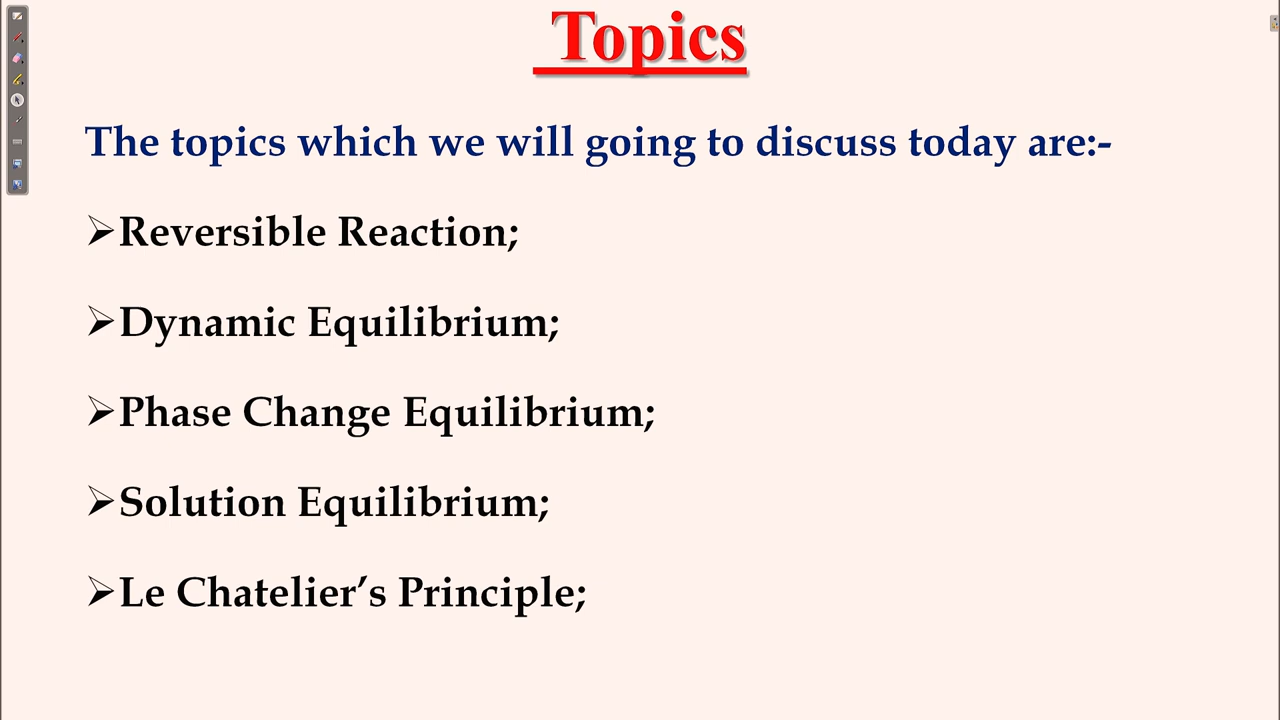 Topics
The topics which we will going to discuss today are:-
➢Reversible Reaction;
➢Dynamic Equilibrium;
➢Phase Change Equilibrium;
➢Solution Equilibrium;
➢Le Chatelier’s Principle;